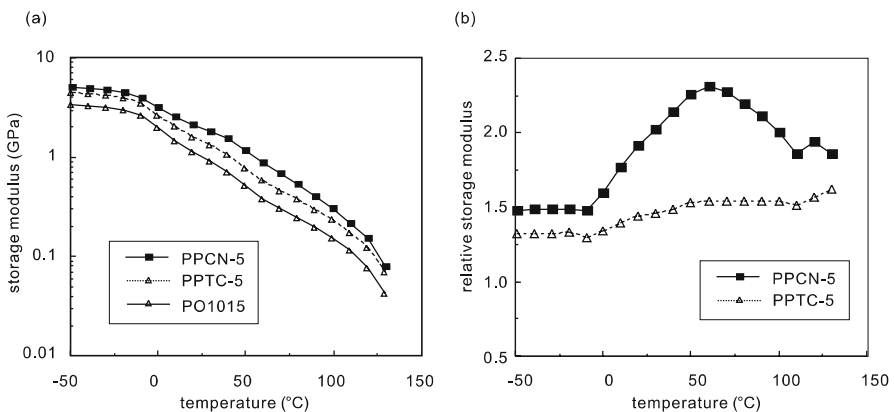 (a)
storage modulus (GPa)
10
1
0.1
0.01
-50
0
50
100
150
temperature (°C)
PPCN-5
PPTC-5
PO1015
(b)
relative storage modulus
2.5
2.0
1.5
1.0
0.5
-50
0
50
100
150
temperature (°C)
PPCN-5
PPTC-5